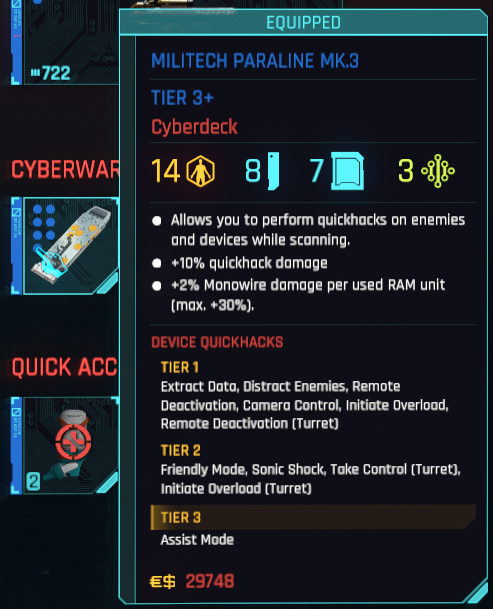 EQUIPPED
MILITECH PARALINE MK.3
TIER 3+
Cyberdeck
14 8 7 3
Allows you to perform quickhacks on enemies
and devices while scanning.
+10% quickhack damage
+2% Monowire damage per used RAM unit
(max. +30%).
DEVICE QUICKHACKS
TIER 1
Extract Data, Distract Enemies, Remote
Deactivation, Camera Control, Initiate Overload,
Remote Deactivation (Turret)
TIER 2
Friendly Mode, Sonic Shock, Take Control (Turret),
Initiate Overload (Turret)
TIER 3
Assist Mode
€$ 29748
722
CYBERWAR
QUICK ACC
2